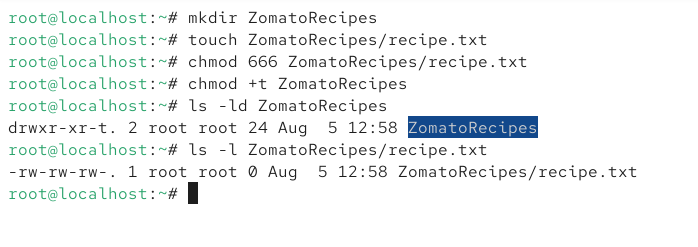 root@localhost:~# mkdir ZomatoRecipes
root@localhost:~# touch ZomatoRecipes/recipe.txt
root@localhost:~# chmod 666 ZomatoRecipes/recipe.txt
root@localhost:~# chmod +t ZomatoRecipes
root@localhost:~# ls -ld ZomatoRecipes
drwxr-xr-t. 2 root root 24 Aug  5 12:58 ZomatoRecipes
root@localhost:~# ls -l ZomatoRecipes/recipe.txt
-rw-rw-rw-. 1 root root 0 Aug  5 12:58 ZomatoRecipes/recipe.txt
root@localhost:~#